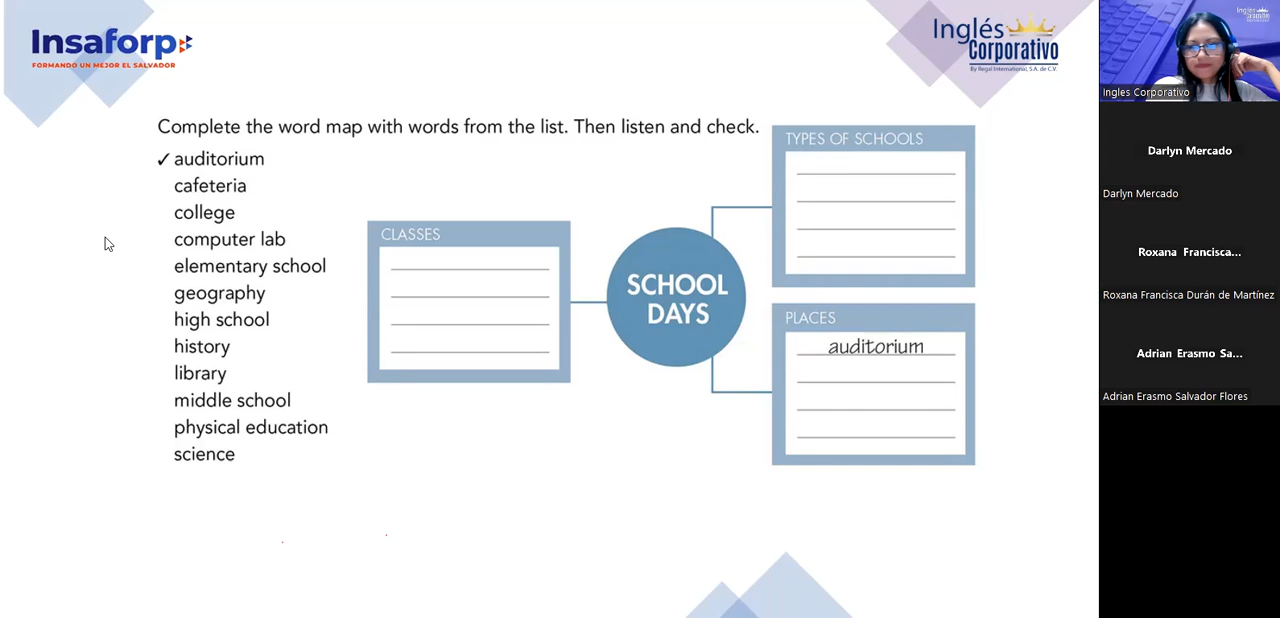 Insaforp
FORMANDO UN MEJOR EL SALVADOR
Inglés
Corporativo
By Regal International, S.A. de C.V.
Complete the word map with words from the list. Then listen and check.
✓ auditorium
cafeteria
college
computer lab
elementary school
geography
high school
history
library
middle school
physical education
science
CLASSES
SCHOOL
DAYS
TYPES OF SCHOOLS
PLACES
auditorium
Inglés
Ingles Corporativo
Darlyn Mercado
Darlyn Mercado
Roxana Francisca...
Roxana Francisca Durán de Martínez
Adrian Erasmo Sa...
Adrian Erasmo Salvador Flores